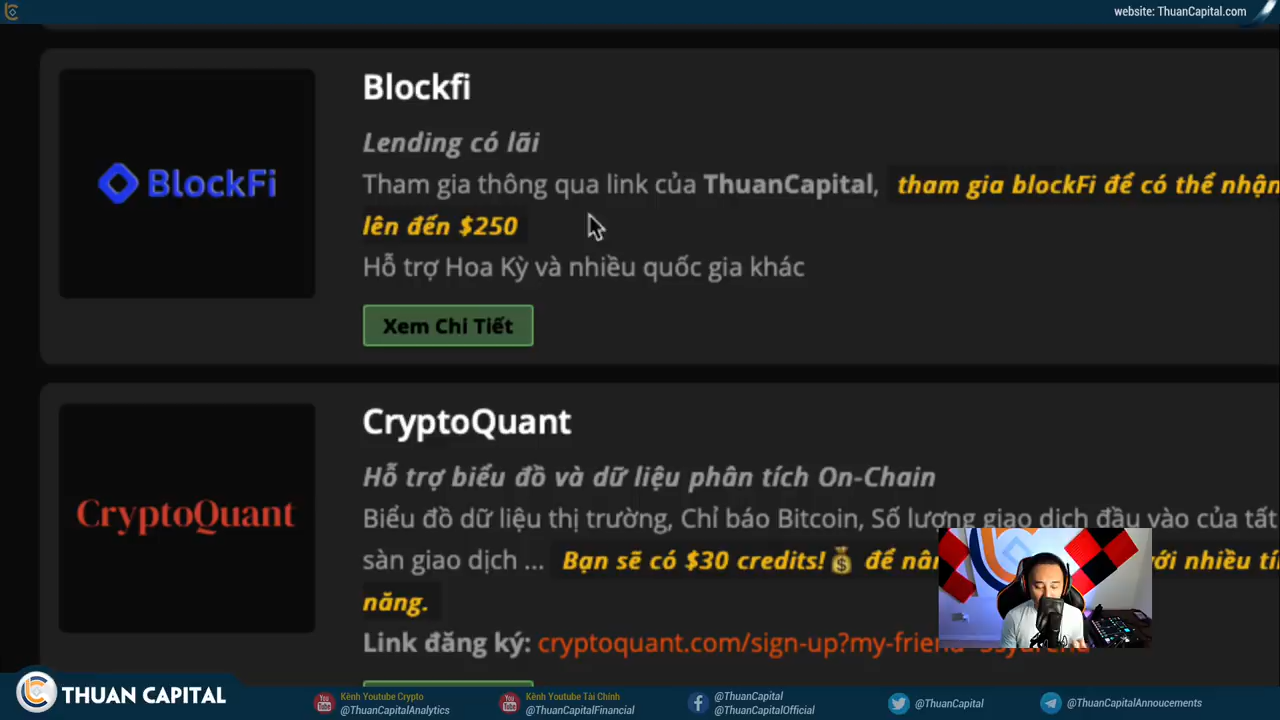 website: ThuanCapital.com
Blockfi
Lending có lãi
BlockFi
Tham gia thông qua link của ThuanCapital, tham gia blockFi để có thể nhận
lên đến $250
Hỗ trợ Hoa Kỳ và nhiều quốc gia khác
Xem Chi Tiết
CryptoQuant
Hỗ trợ biểu đồ và dữ liệu phân tích On-Chain
CryptoQuant
Biểu đồ dữ liệu thị trường, Chỉ báo Bitcoin, Số lượng giao dịch đầu vào của tất
sàn giao dịch ... Bạn sẽ có $30 credits!💰 để với nhiều
năng.
Link đăng ký: cryptoquant.com/sign-up?my-friend
THUAN CAPITAL
Kênh Youtube Crypto
@ThuanCapitalAnalytics
Kênh Youtube Tài Chính
@ThuanCapitalFinancial
@ThuanCapital
@ThuanCapitalOfficial
@ThuanCapital
@ThuanCapitalAnnoucements